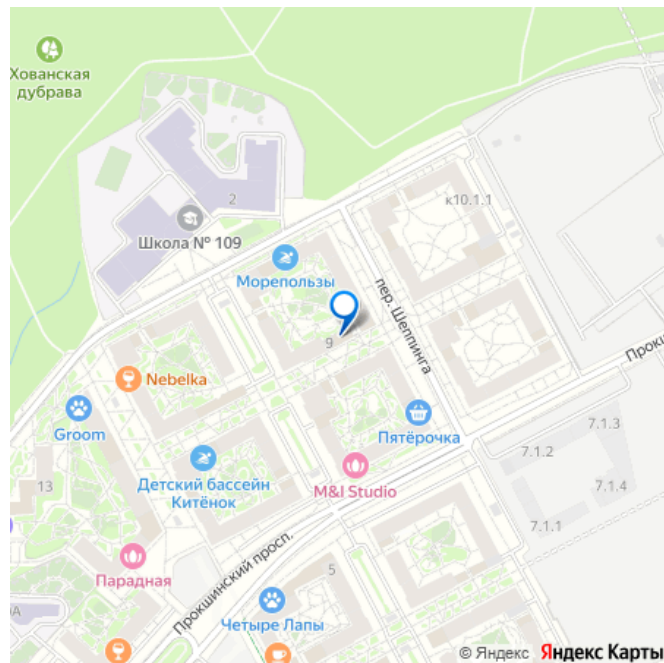 Хованская
дубрава
к10.1.1
2
Школа № 109
Морепользы
пер. Шеппинга
9
Nebelka
Groom
Пятёрочка
7.1.3
7.1.2
Детский бассейн
Китёнок
M&I Studio
7.1.4
13
7.1.1
Прокшинский просп.
Парадная
5
Четыре Лапы
© Яндекс Яндекс Карты